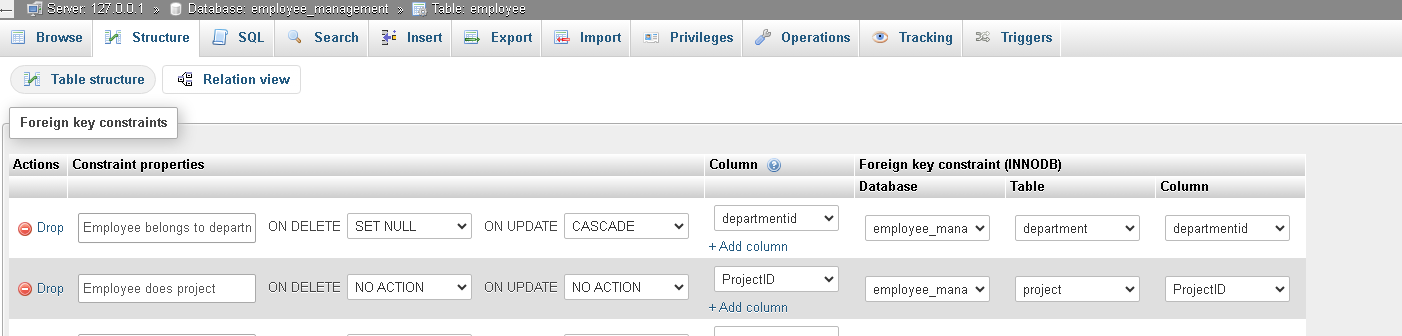 Server: 127.0.0.1 » Database: employee_management » Table: employee
Browse Structure SQL Search Insert Export Import Privileges Operations Tracking Triggers
Table structure Relation view
Foreign key constraints
Actions Constraint properties Column Foreign key constraint (INNODB)
Database Table Column
Drop Employee belongs to departn ON DELETE SET NULL ON UPDATE CASCADE departmentid employee_mana department departmentid
+ Add column
Drop Employee does project ON DELETE NO ACTION ON UPDATE NO ACTION ProjectID employee_mana project ProjectID
+ Add column